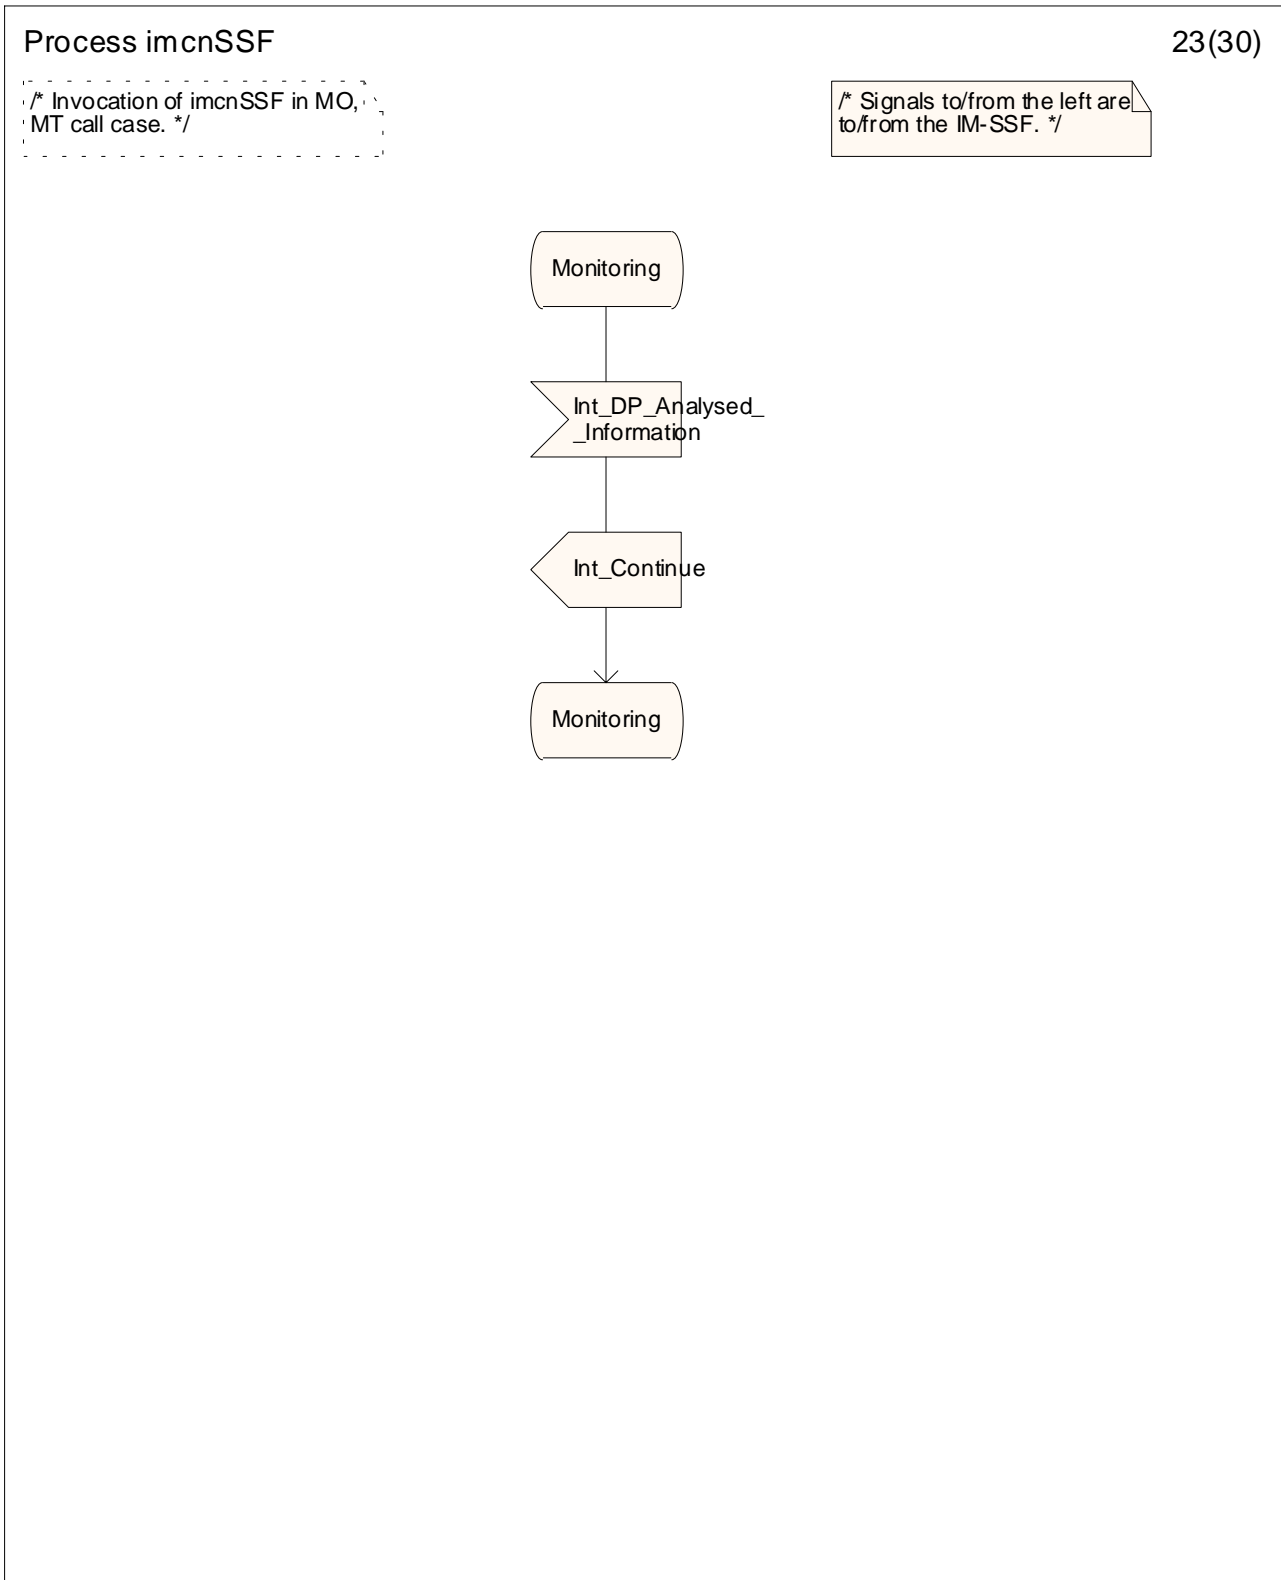 Process imcnSSF
23(30)
/* Invocation of imcnSSF in MO,
MT call case. */
/* Signals to/from the left are
to/from the IM-SSF. */
Monitoring
Int_DP_Analysed_
_Information
Int_Continue
Monitoring